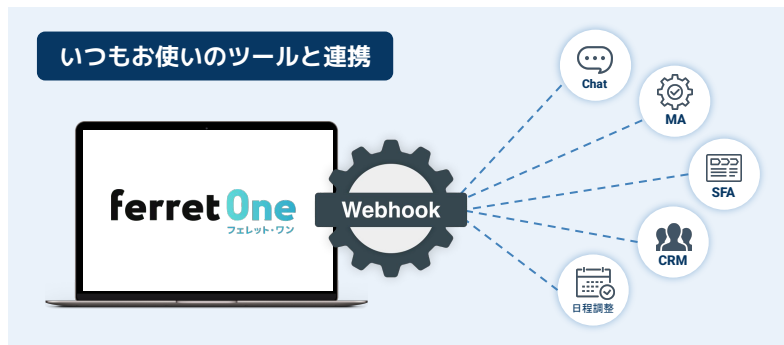 いつもお使いのツールと連携
ferret One
フェレット・ワン
Webhook
Chat
MA
SFA
CRM
日程調整